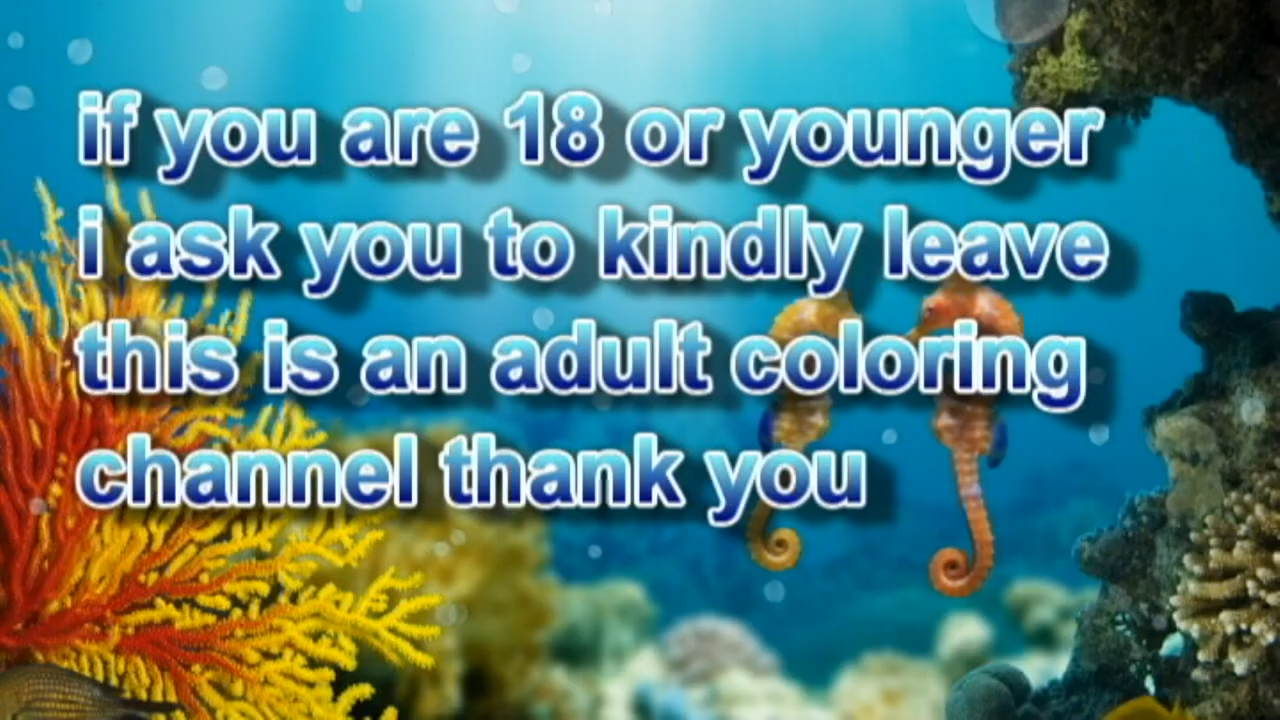 if you are 18 or younger
i ask you to kindly leave
this is an adult coloring
channel thank you